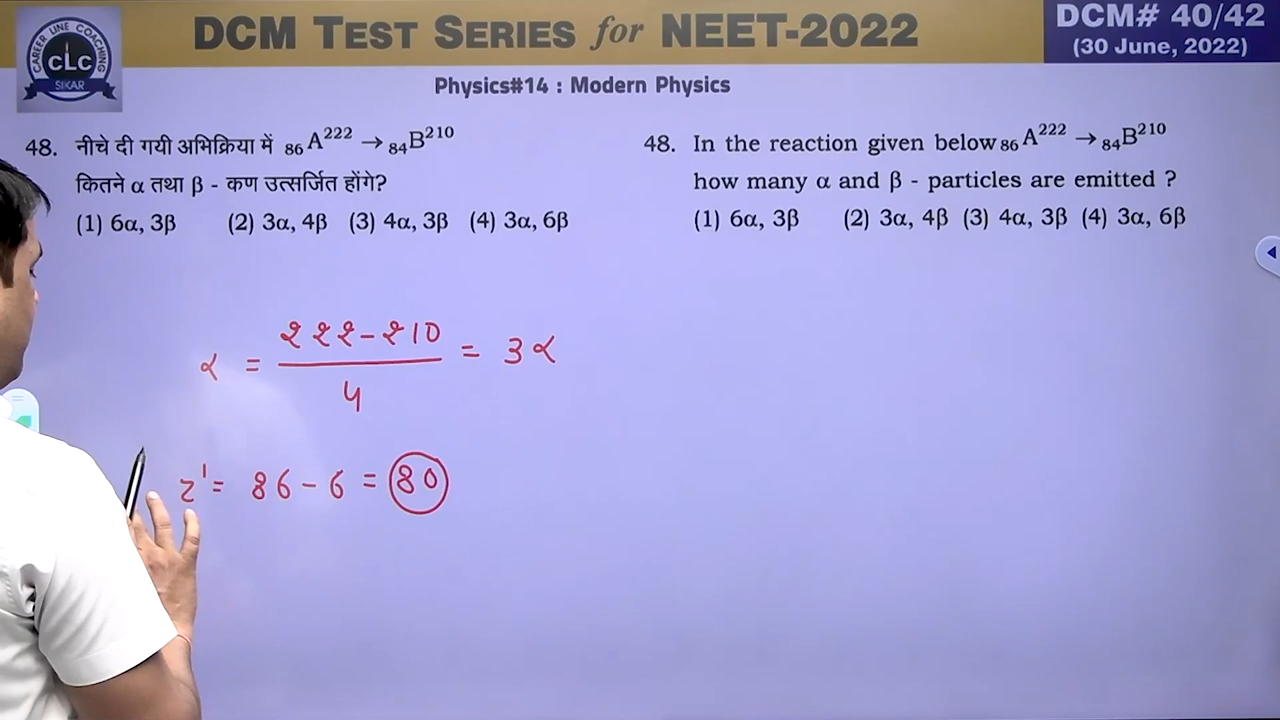 CAREER LINE COACHING
CLC
SIKAR
DCM TEST SERIES for NEET-2022
DCM# 40/42
(30 June, 2022)
Physics#14 : Modern Physics
48. नीचे दी गयी अभिक्रिया में ₈₆A²²² → ₈₄B²¹⁰
कितने α तथा β - कण उत्सर्जित होंगे?
(1) 6α, 3β (2) 3α, 4β (3) 4α, 3β (4) 3α, 6β
48. In the reaction given below ₈₆A²²² → ₈₄B²¹⁰
how many α and β - particles are emitted ?
(1) 6α, 3β (2) 3α, 4β (3) 4α, 3β (4) 3α, 6β
α = 222-210 / 4 = 3α
z' = 86 - 6 = 80